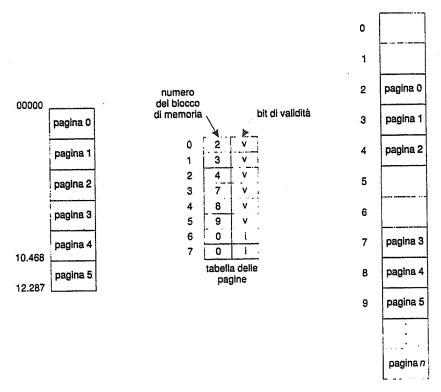 00000
pagina 0
pagina 1
pagina 2
pagina 3
pagina 4
10.468
pagina 5
12.287
numero
del blocco
di memoria
bit di validità
0 2 v
1 3 v
2 4 v
3 7 v
4 8 v
5 9 v
6 0 i
7 0 i
tabella delle
pagine
0
1
2 pagina 0
3 pagina 1
4 pagina 2
5
6
7 pagina 3
8 pagina 4
9 pagina 5
pagina n